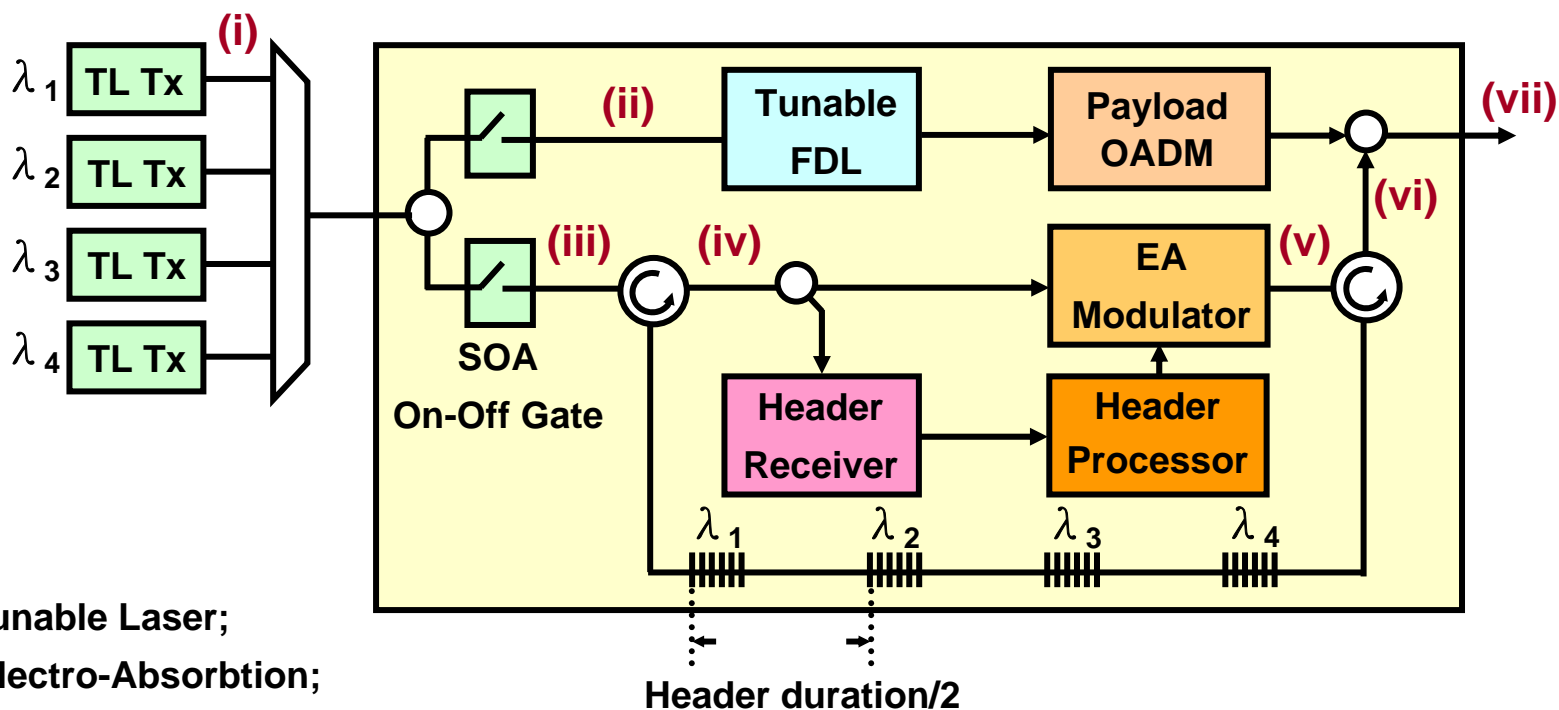 (i)
λ 1 TL Tx
λ 2 TL Tx
λ 3 TL Tx
λ 4 TL Tx
(ii)
Tunable
FDL
Payload
OADM
(vii)
(vi)
(iii)
(iv)
EA
Modulator
(v)
SOA
On-Off Gate
Header
Receiver
Header
Processor
λ 1 λ 2 λ 3 λ 4
unable Laser;
lectro-Absorbtion;
Header duration/2